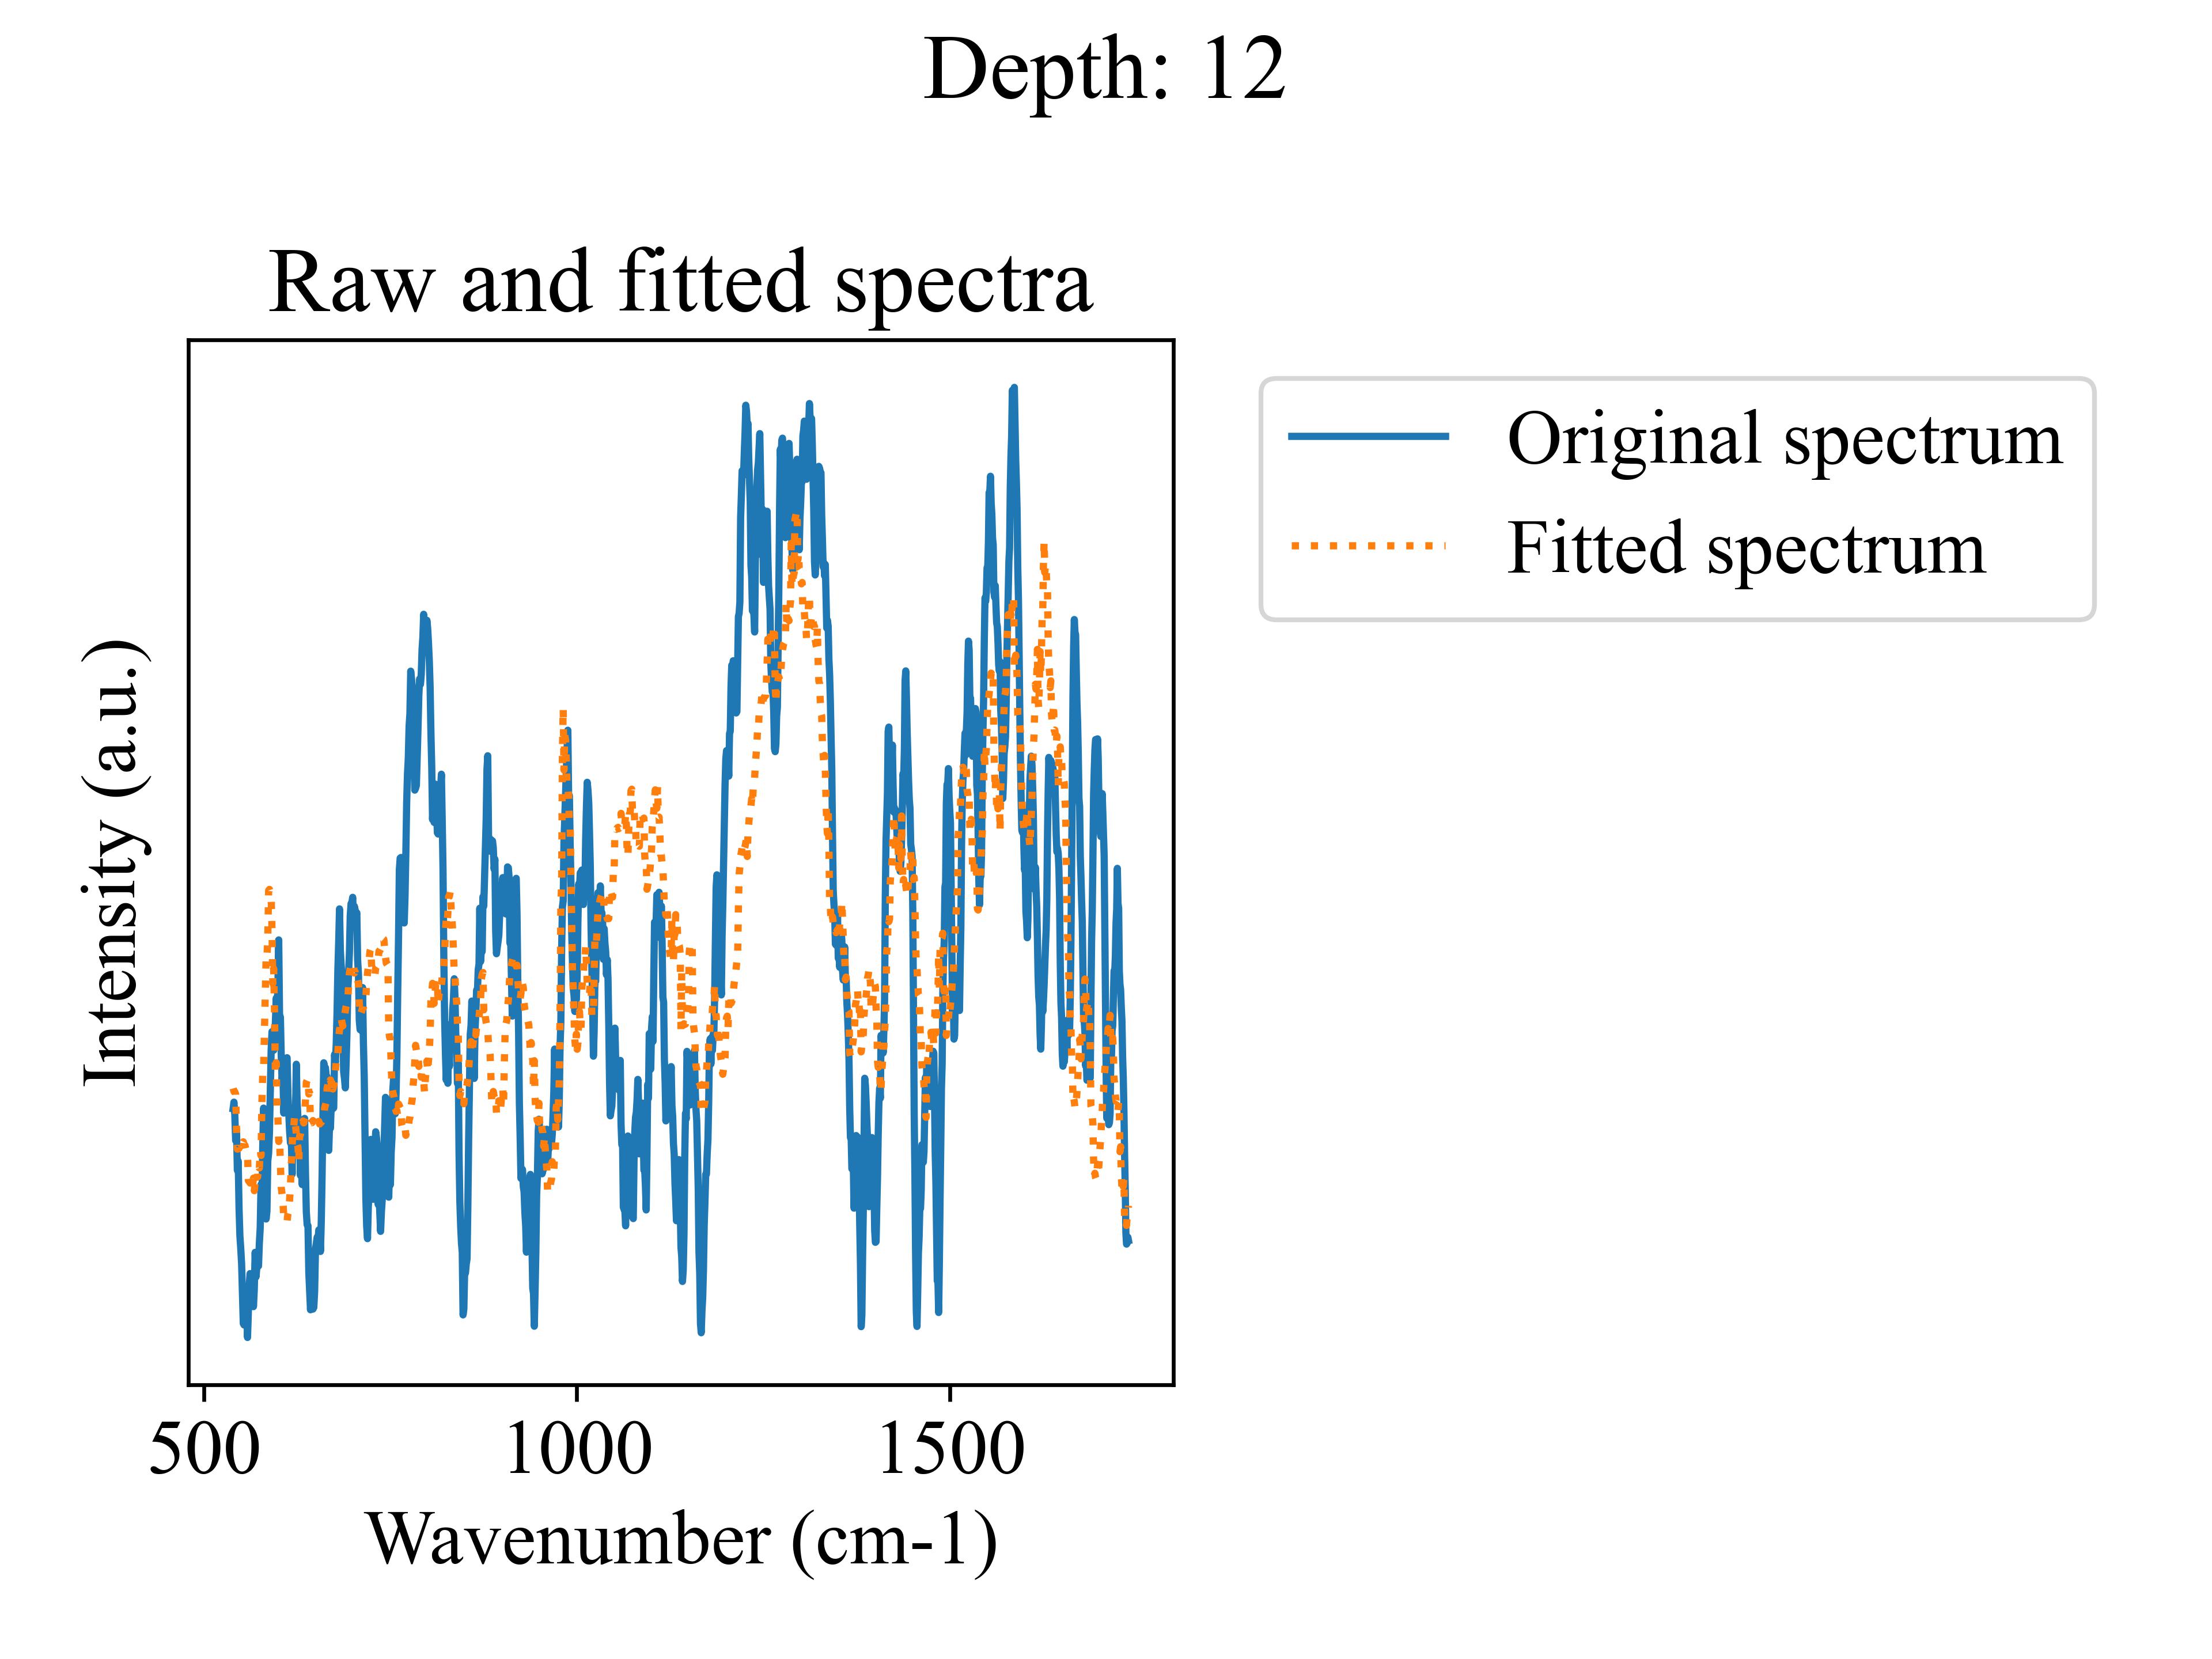 Depth: 12
Raw and fitted spectra
Original spectrum
Fitted spectrum
Intensity (a.u.)
500 1000 1500
Wavenumber (cm-1)